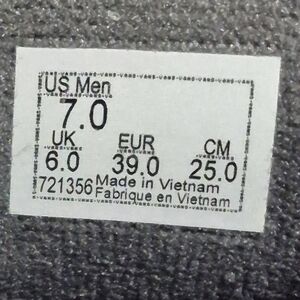 US Men
7.0
UK EUR CM
6.0 39.0 25.0
721356 Made in Vietnam
Fabrique en Vietnam